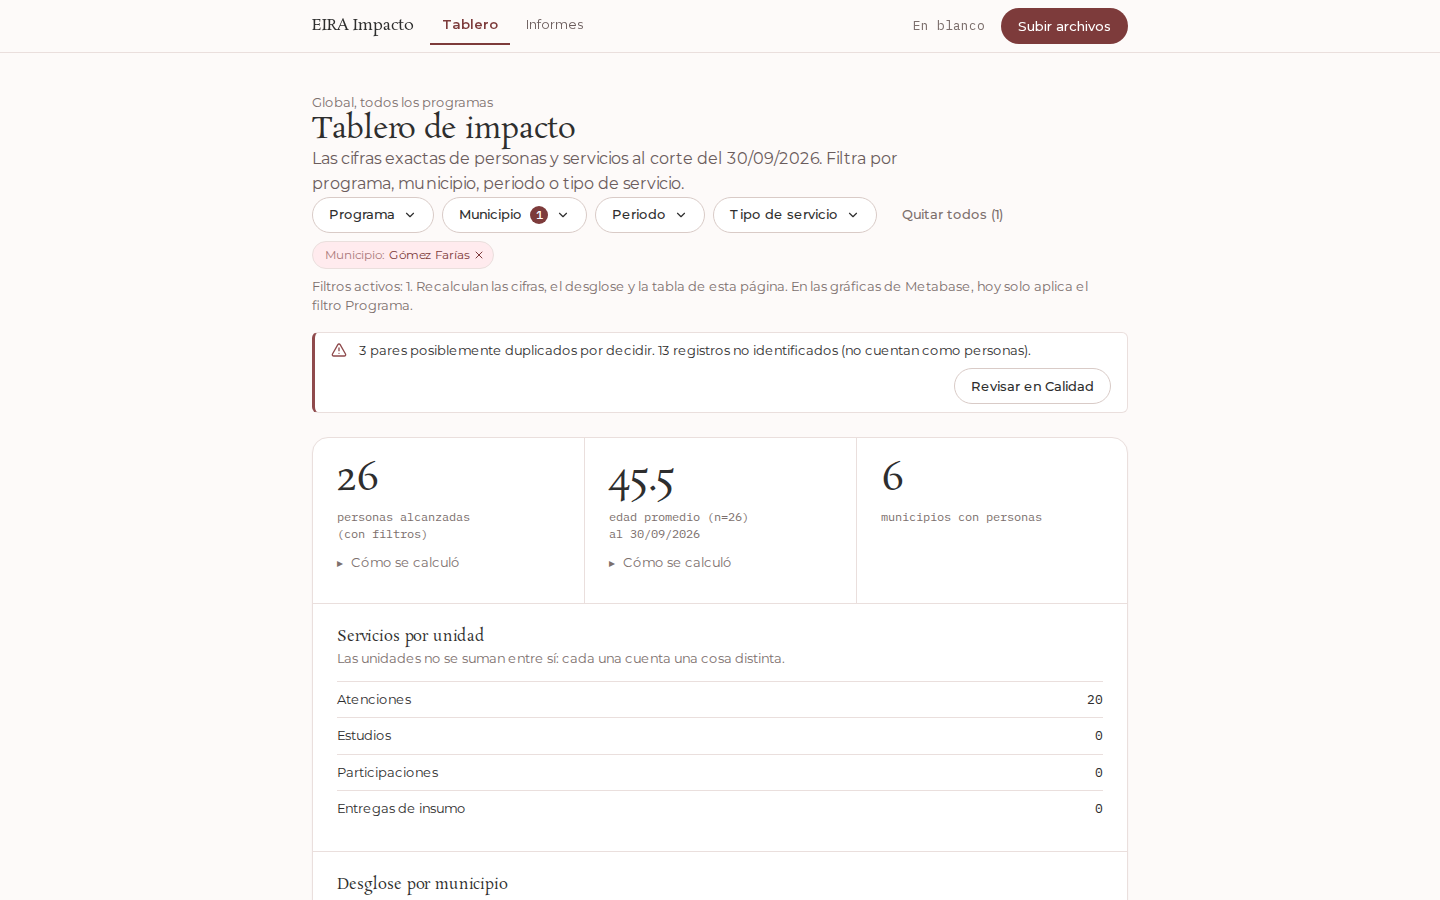 EIRA Impacto Tablero Informes En blanco Subir archivos
Global, todos los programas
Tablero de impacto
Las cifras exactas de personas y servicios al corte del 30/09/2026. Filtra por
programa, municipio, periodo o tipo de servicio.
Programa Municipio 1 Periodo Tipo de servicio Quitar todos (1)
Municipio: Gómez Farías
Filtros activos: 1. Recalculan las cifras, el desglose y la tabla de esta página. En las gráficas de Metabase, hoy solo aplica el
filtro Programa.
3 pares posiblemente duplicados por decidir. 13 registros no identificados (no cuentan como personas).
Revisar en Calidad
26
personas alcanzadas
(con filtros)
Cómo se calculó
45.5
edad promedio (n=26)
al 30/09/2026
Cómo se calculó
6
municipios con personas
Servicios por unidad
Las unidades no se suman entre sí: cada una cuenta una cosa distinta.
Atenciones 20
Estudios 0
Participaciones 0
Entregas de insumo 0
Desglose por municipio